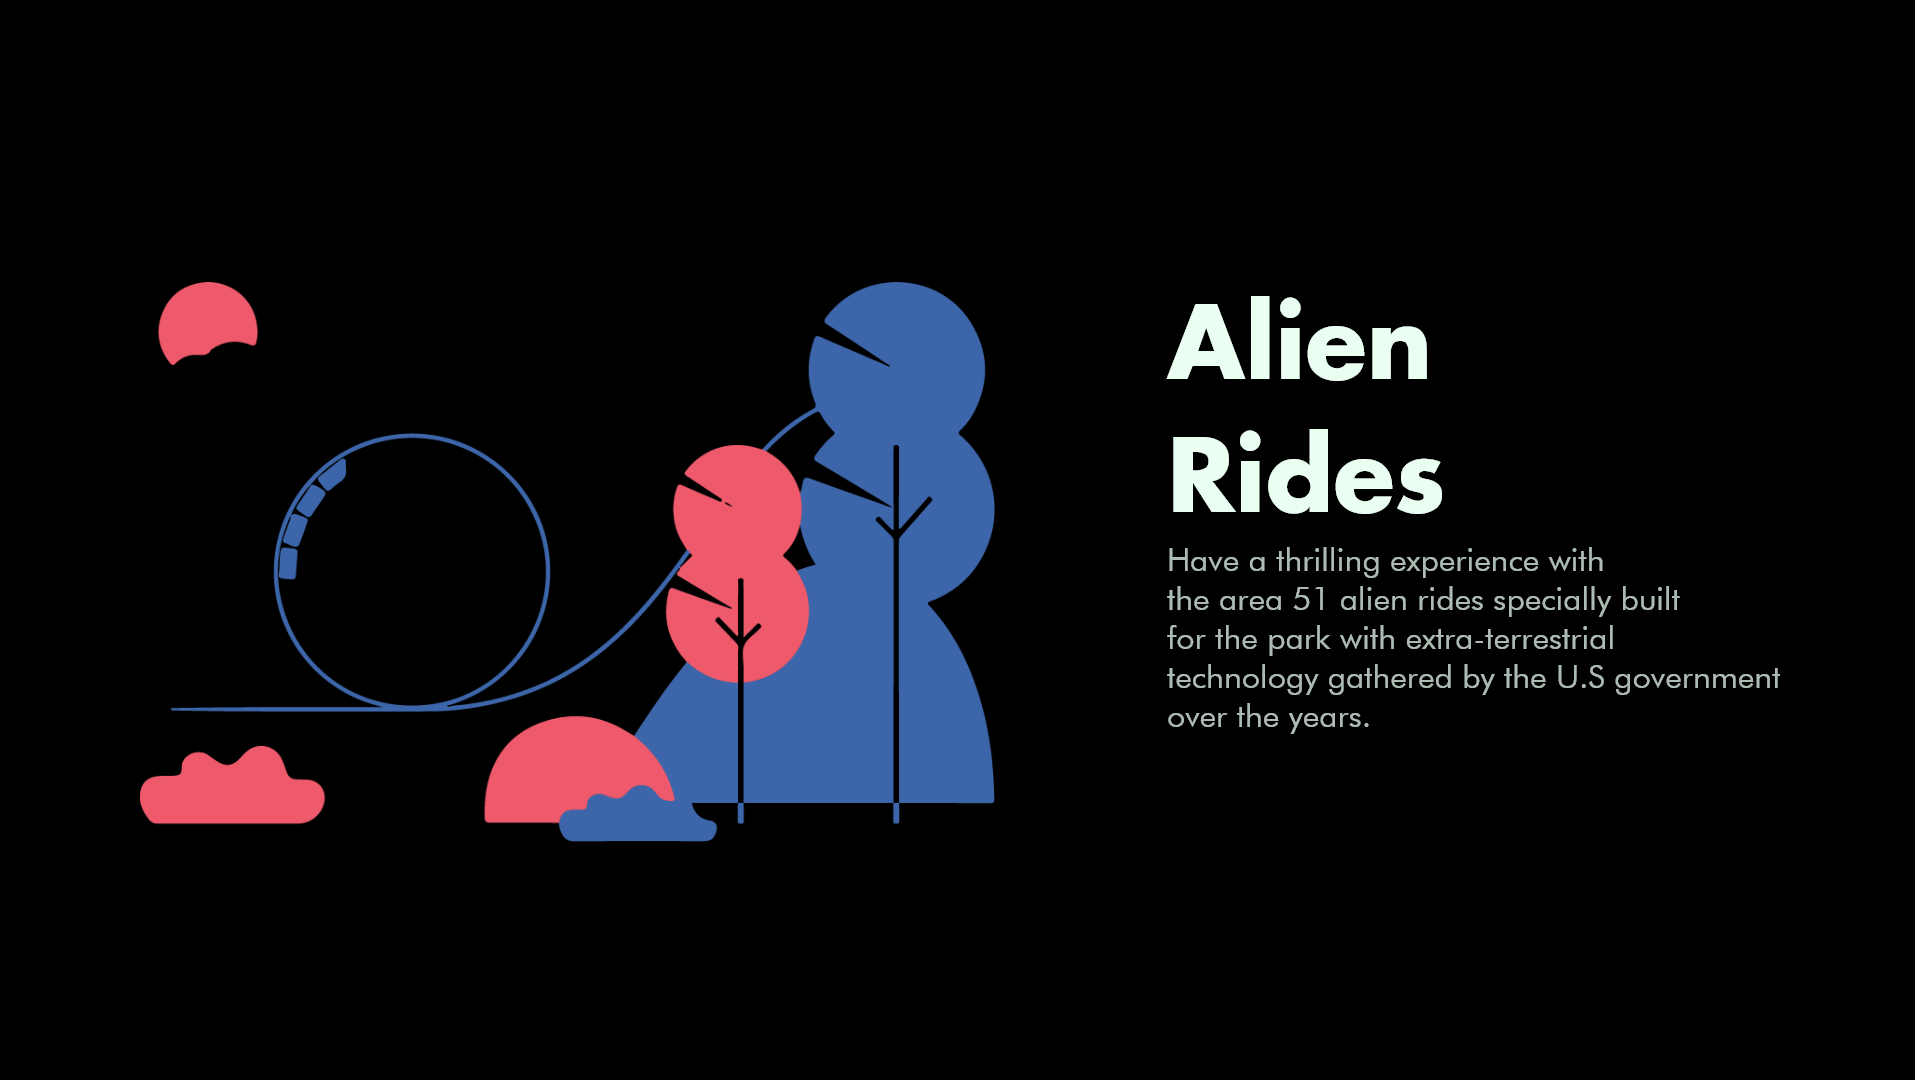 Alien
Rides
Have a thrilling experience with
the area 51 alien rides specially built
for the park with extra-terrestrial
technology gathered by the U.S government
over the years.